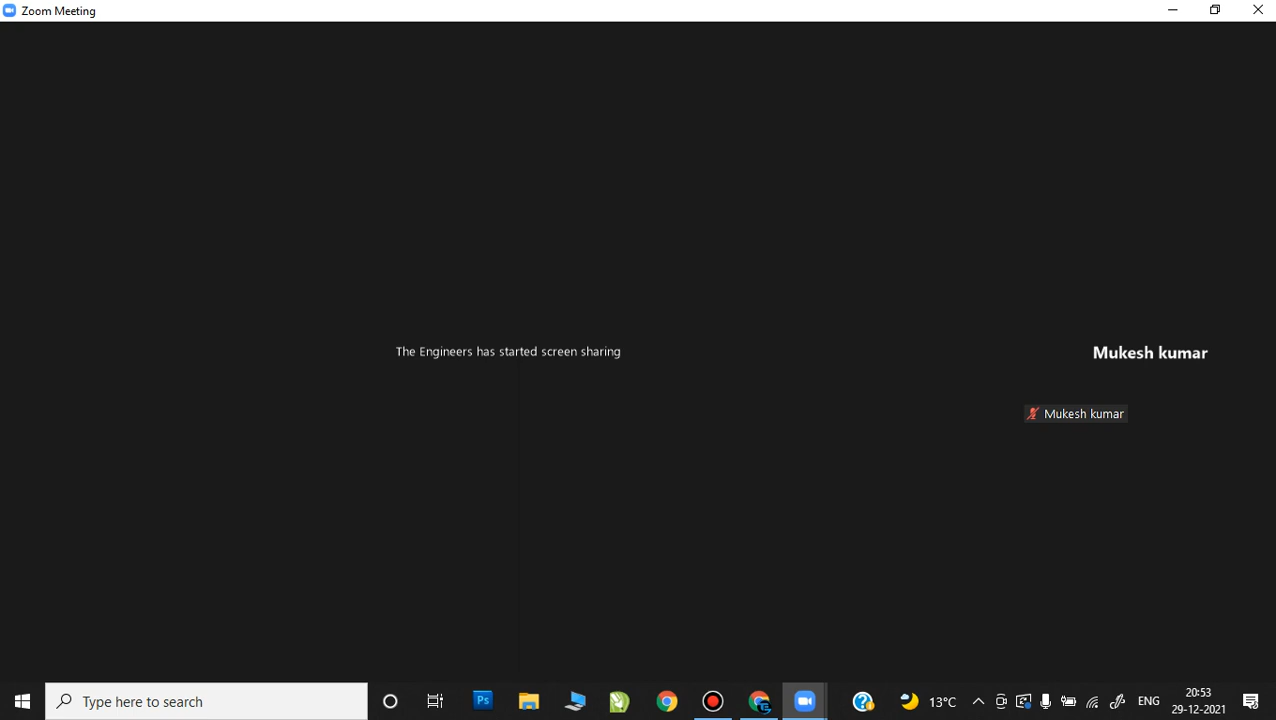 Zoom Meeting
The Engineers has started screen sharing
Mukesh kumar
Mukesh kumar
Type here to search
Ps
13°C
ENG
20:53
29-12-2021